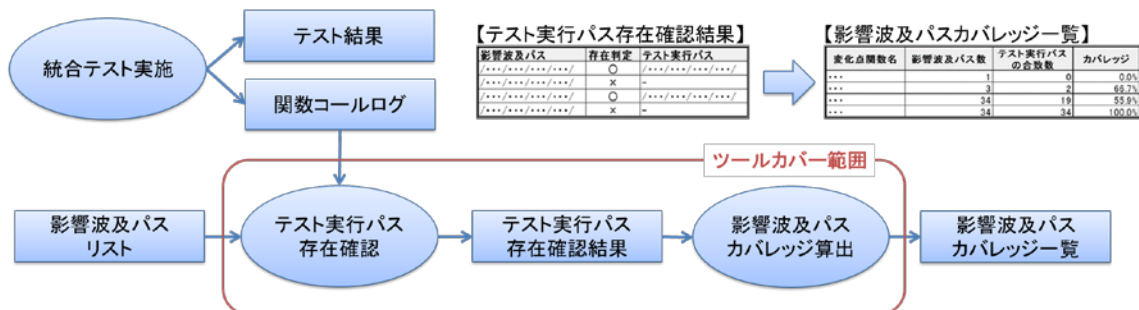 統合テスト実施
テスト結果
関数コールログ
【テスト実行パス存在確認結果】
影響波及パス 存在判定 テスト実行パス
/・・・/・・・/・・・/・・・/ ○ /・・・/・・・/・・・/・・・/
/・・・/・・・/・・・/・・・/ × -
/・・・/・・・/・・・/・・・/ ○ /・・・/・・・/・・・/・・・/
/・・・/・・・/・・・/・・・/ × -
【影響波及パスカバレッジ一覧】
変化点関数名 影響波及パス数 テスト実行パスの合致数 カバレッジ
・・・ 1 0 0.0%
・・・ 3 2 66.7%
・・・ 34 19 55.9%
・・・ 34 34 100.0%
ツールカバー範囲
影響波及パス
リスト
テスト実行パス
存在確認
テスト実行パス
存在確認結果
影響波及パス
カバレッジ算出
影響波及パス
カバレッジ一覧